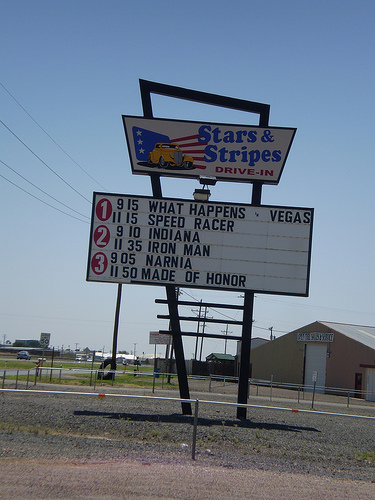 Stars &
Stripes
DRIVE-IN
1 9 15 WHAT HAPPENS VEGAS
11 15 SPEED RACER
2 9 10 INDIANA
11 35 IRON MAN
3 9 05 NARNIA
11 50 MADE OF HONOR